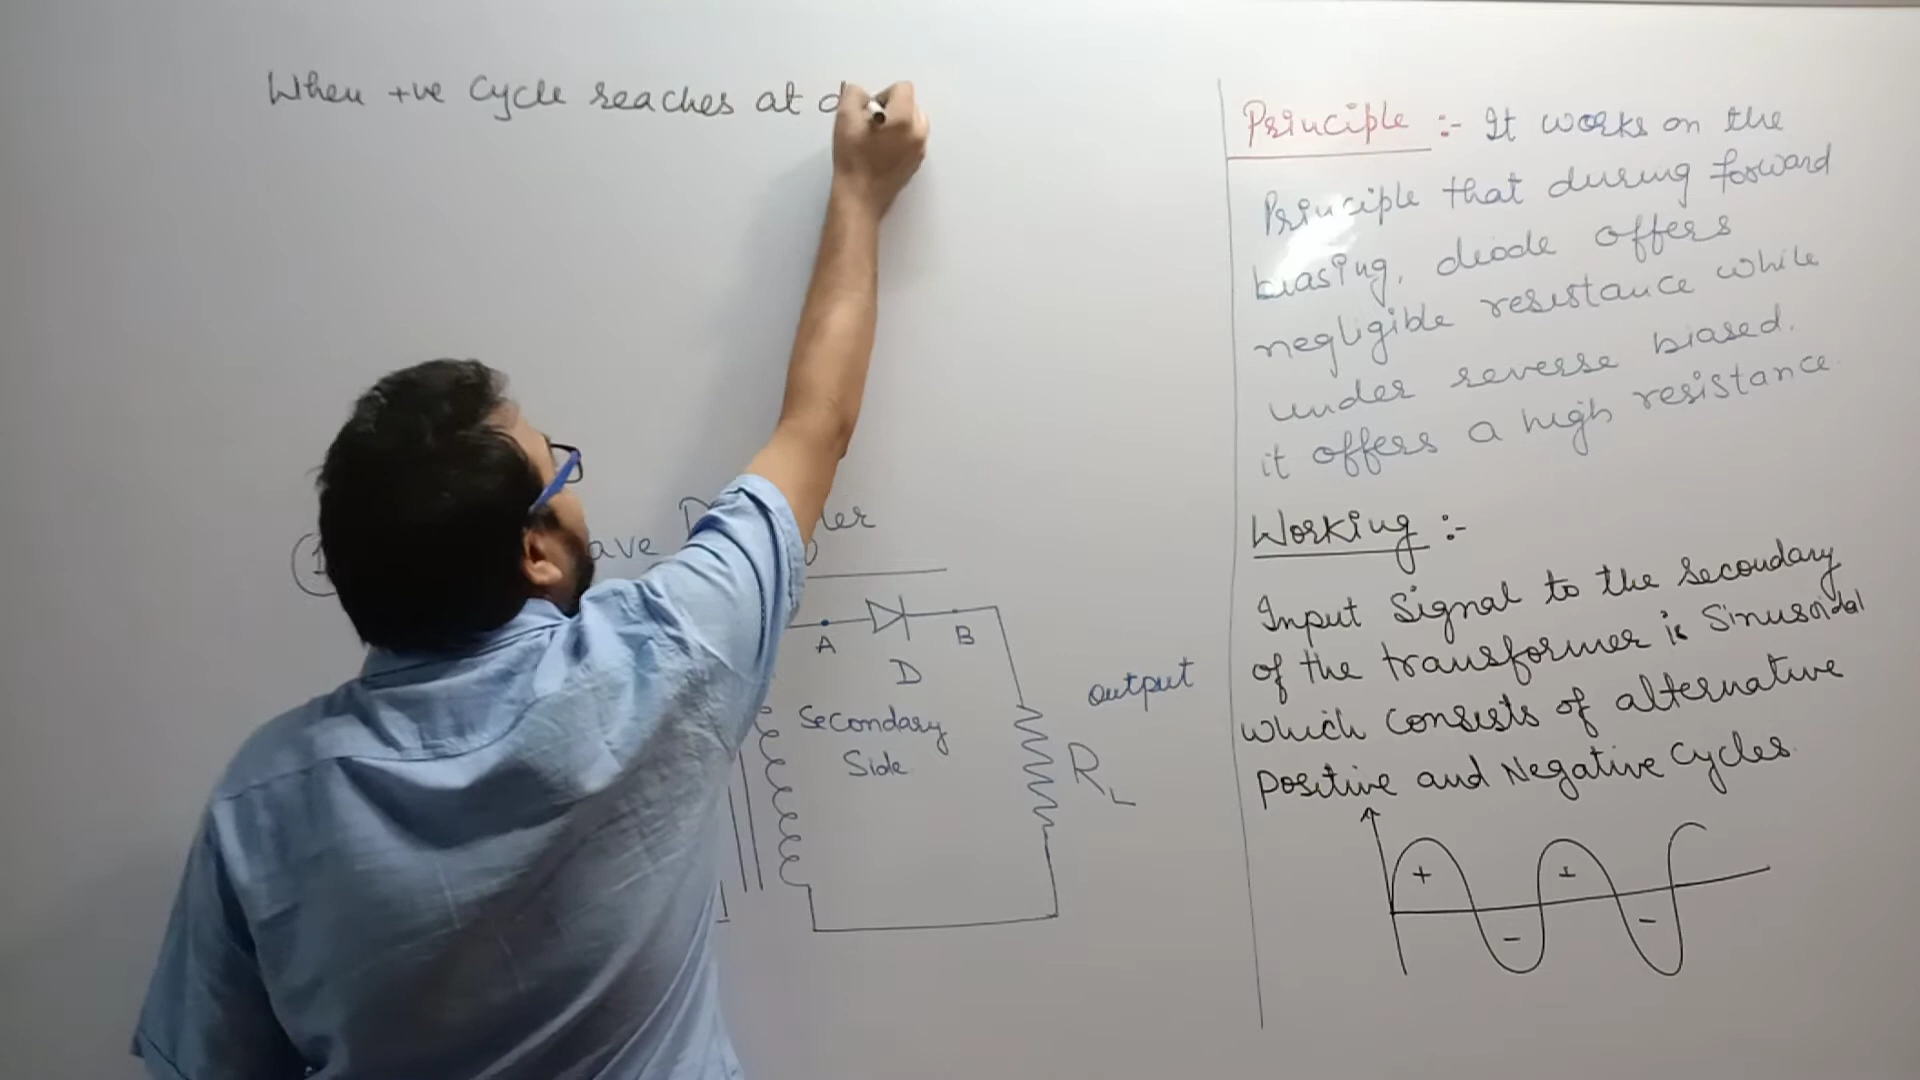 When +ve Cycle reaches at d
Principle :- It works on the
Principle that during forward
biasing, diode offers
negligible resistance while
under reverse biased.
it offers a high resistance
Working :-
Input Signal to the Secondary
of the transformer is Sinusoidal
which Consists of alternative
positive and Negative Cycles.
+ + - -
A
B
D
Secondary
Side
output
RL